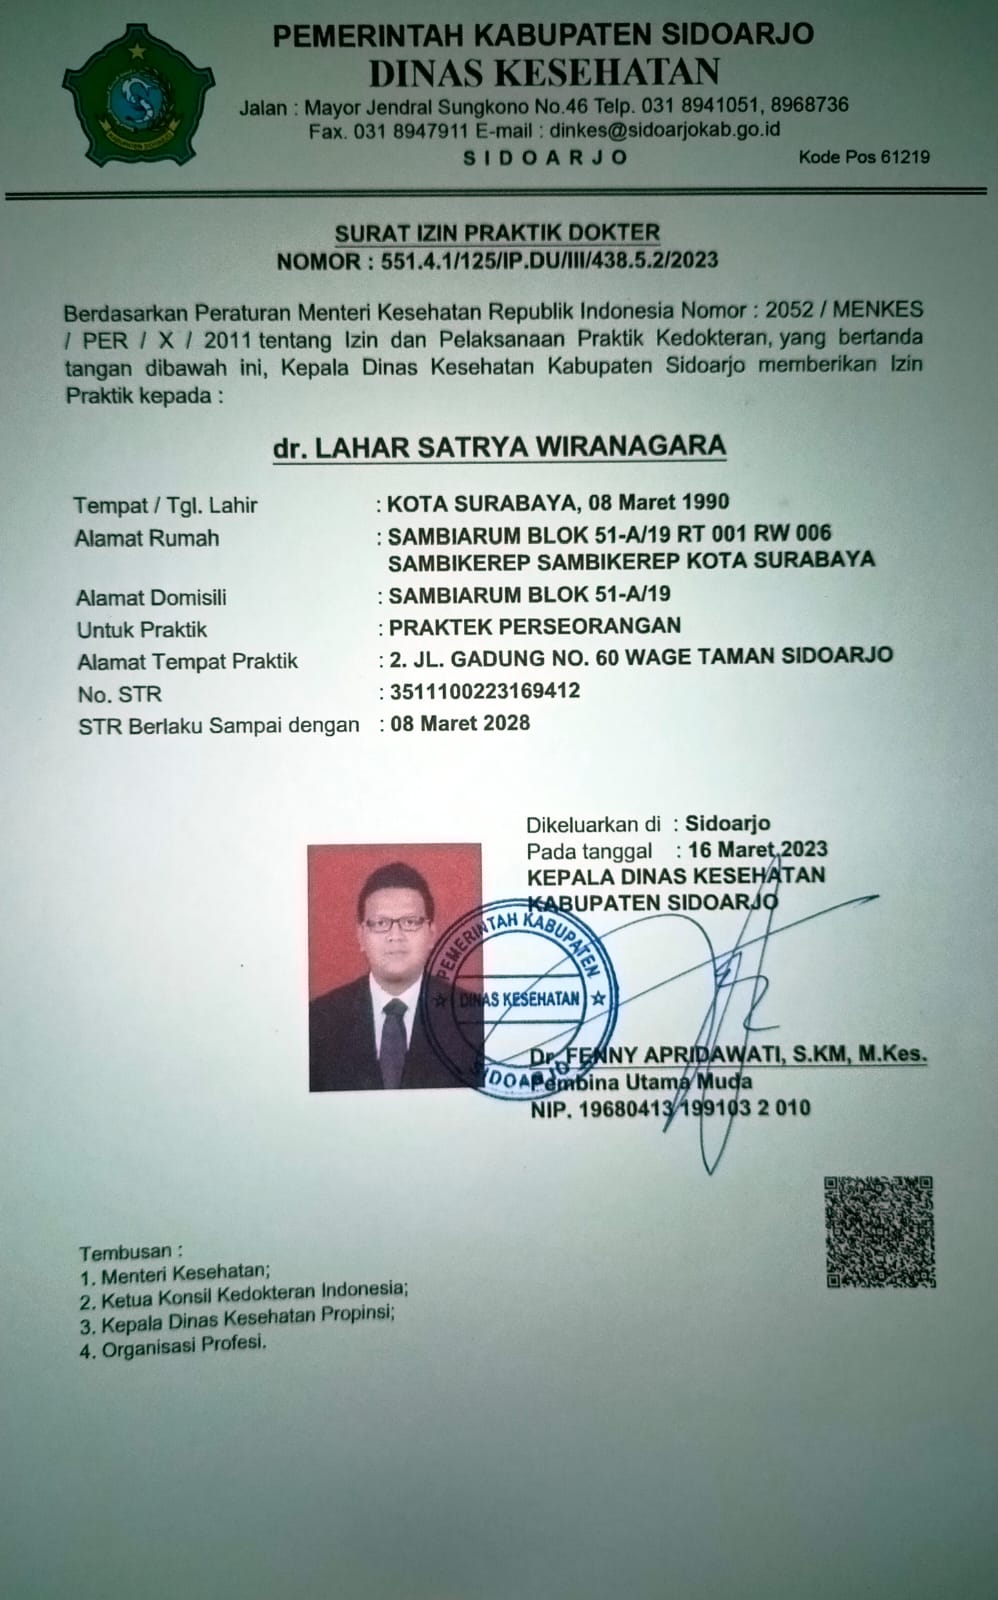 PEMERINTAH KABUPATEN SIDOARJO
DINAS KESEHATAN
Jalan : Mayor Jendral Sungkono No.46 Telp. 031 8941051, 8968736
Fax. 031 8947911 E-mail : dinkes@sidoarjokab.go.id
S I D O A R J O
Kode Pos 61219
SURAT IZIN PRAKTIK DOKTER
NOMOR : 551.4.1/125/IP.DU/III/438.5.2/2023
Berdasarkan Peraturan Menteri Kesehatan Republik Indonesia Nomor : 2052 / MENKES
/ PER / X / 2011 tentang Izin dan Pelaksanaan Praktik Kedokteran, yang bertanda
tangan dibawah ini, Kepala Dinas Kesehatan Kabupaten Sidoarjo memberikan Izin
Praktik kepada :
dr. LAHAR SATRYA WIRANAGARA
Tempat / Tgl. Lahir : KOTA SURABAYA, 08 Maret 1990
Alamat Rumah : SAMBIARUM BLOK 51-A/19 RT 001 RW 006
SAMBIKEREP SAMBIKEREP KOTA SURABAYA
Alamat Domisili : SAMBIARUM BLOK 51-A/19
Untuk Praktik : PRAKTEK PERSEORANGAN
Alamat Tempat Praktik : 2. JL. GADUNG NO. 60 WAGE TAMAN SIDOARJO
No. STR : 3511100223169412
STR Berlaku Sampai dengan : 08 Maret 2028
Dikeluarkan di : Sidoarjo
Pada tanggal : 16 Maret 2023
KEPALA DINAS KESEHATAN
KABUPATEN SIDOARJO
PEMERINTAH KABUPATEN
DINAS KESEHATAN
SIDOARJO
Dr. FENNY APRIDAWATI, S.KM, M.Kes.
Pembina Utama Muda
NIP. 19680413 199103 2 010
Tembusan :
1. Menteri Kesehatan;
2. Ketua Konsil Kedokteran Indonesia;
3. Kepala Dinas Kesehatan Propinsi;
4. Organisasi Profesi.